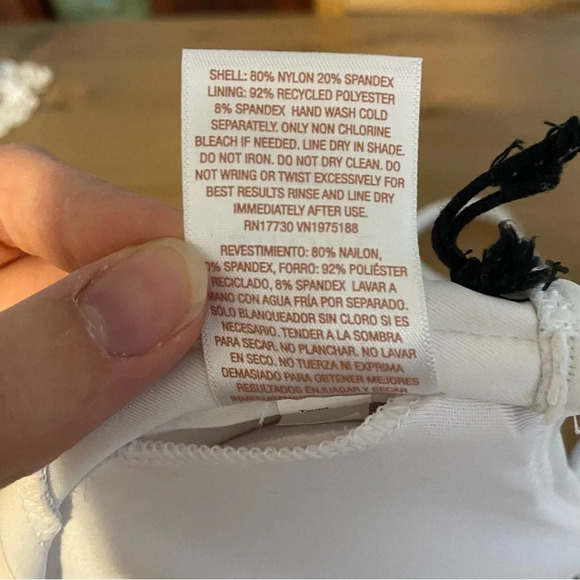 SHELL: 80% NYLON 20% SPANDEX
LINING: 92% RECYCLED POLYESTER
8% SPANDEX HAND WASH COLD
SEPARATELY. ONLY NON CHLORINE
BLEACH IF NEEDED. LINE DRY IN SHADE.
DO NOT IRON. DO NOT DRY CLEAN. DO
NOT WRING OR TWIST EXCESSIVELY FOR
BEST RESULTS RINSE AND LINE DRY
IMMEDIATELY AFTER USE.
RN17730 VN1975188
REVESTIMIENTO: 80% NAILON,
0% SPANDEX, FORRO: 92% POLIÉSTER
RECICLADO, 8% SPANDEX LAVAR A
MANO CON AGUA FRÍA POR SEPARADO.
SÓLO BLANQUEADOR SIN CLORO SI ES
NECESARIO. TENDER A LA SOMBRA
PARA SECAR. NO PLANCHAR. NO LAVAR
EN SECO. NO TUERZA NI EXPRIMA
DEMASIADO PARA OBTENER MEJORES
RESULTADOS ENJUAGAR Y SECAR